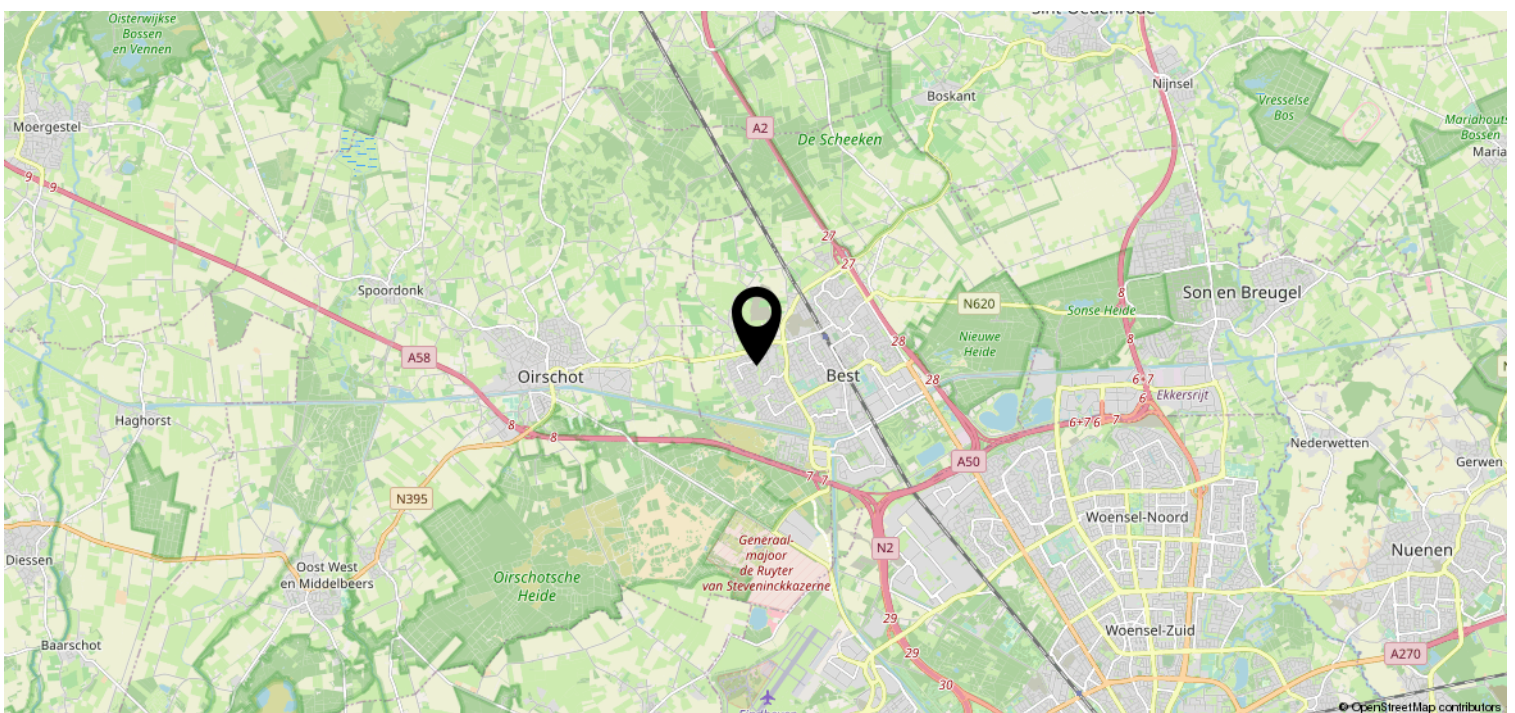 Oisterwijkse
Bossen
en Vennen
Sint-Oedenrode
Nijnsel
Boskant
Vresselse
Bos
Mariahouts
Bossen
Maria
Moergestel
A2
De Scheeken
9
9
27
27
Spoordonk
8
Son en Breugel
N620
Sonse Heide
Nieuwe
Heide
8
28
A58
Oirschot
Best
28
6+7
6
Ekkersrijt
Haghorst
8
8
6+7
6
7
Nederwetten
Gerwen
A50
7
7
N395
Woensel-Noord
Generaal-
majoor
de Ruyter
van Steveninckkazerne
N2
Nuenen
Diessen
Oost West
en Middelbeers
Oirschotsche
Heide
29
Woensel-Zuid
Baarschot
29
A270
30
© OpenStreetMap contributors